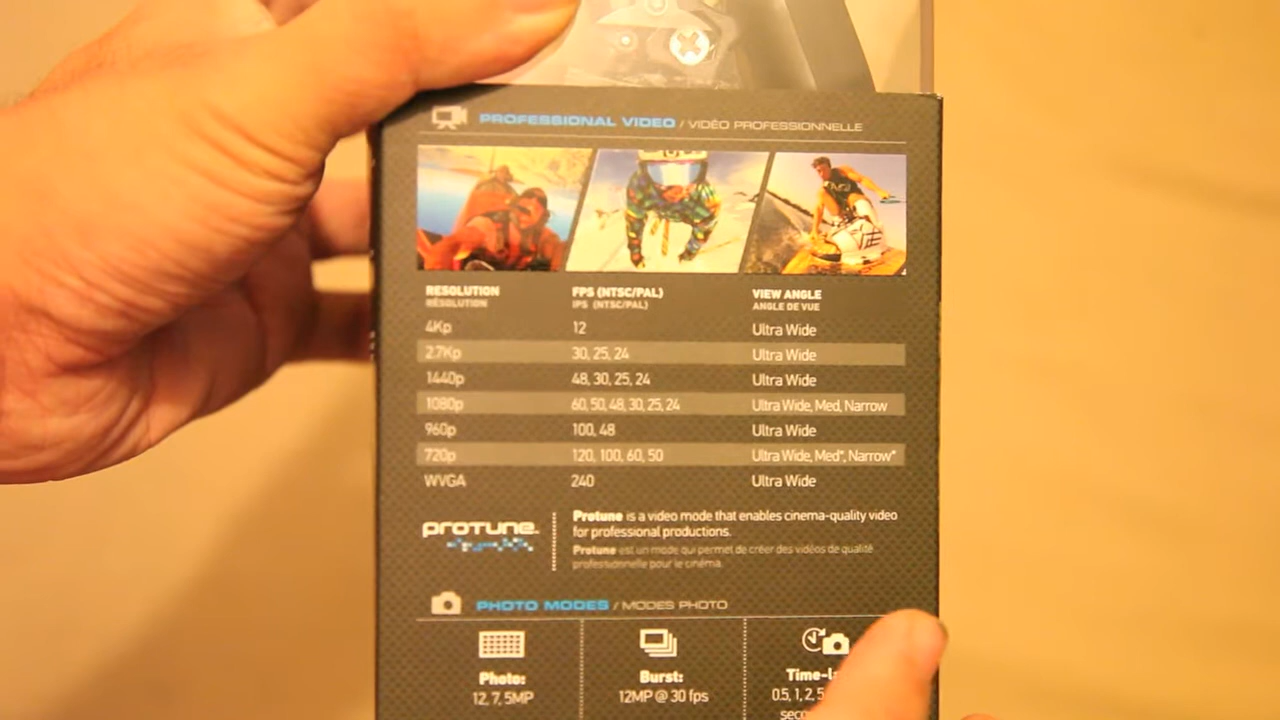 PROFESSIONAL VIDEO / VIDÉO PROFESSIONNELLE
RESOLUTION FPS (NTSC/PAL) VIEW ANGLE
RÉSOLUTION IPS (NTSC/PAL) ANGLE DE VUE
4Kp 12 Ultra Wide
2.7Kp 30, 25, 24 Ultra Wide
1440p 48, 30, 25, 24 Ultra Wide
1080p 60, 50, 48, 30, 25, 24 Ultra Wide, Med, Narrow
960p 100, 48 Ultra Wide
720p 120, 100, 60, 50 Ultra Wide, Med*, Narrow*
WVGA 240 Ultra Wide
PROTUNE
Protune is a video mode that enables cinema-quality video
for professional productions.
Protune est un mode qui permet de créer des vidéos de qualité
professionnelle pour le cinéma.
PHOTO MODES / MODES PHOTO
Photo: Burst:
12, 7, 5MP 12MP @ 30 fps 0.5, 1, 2, 5